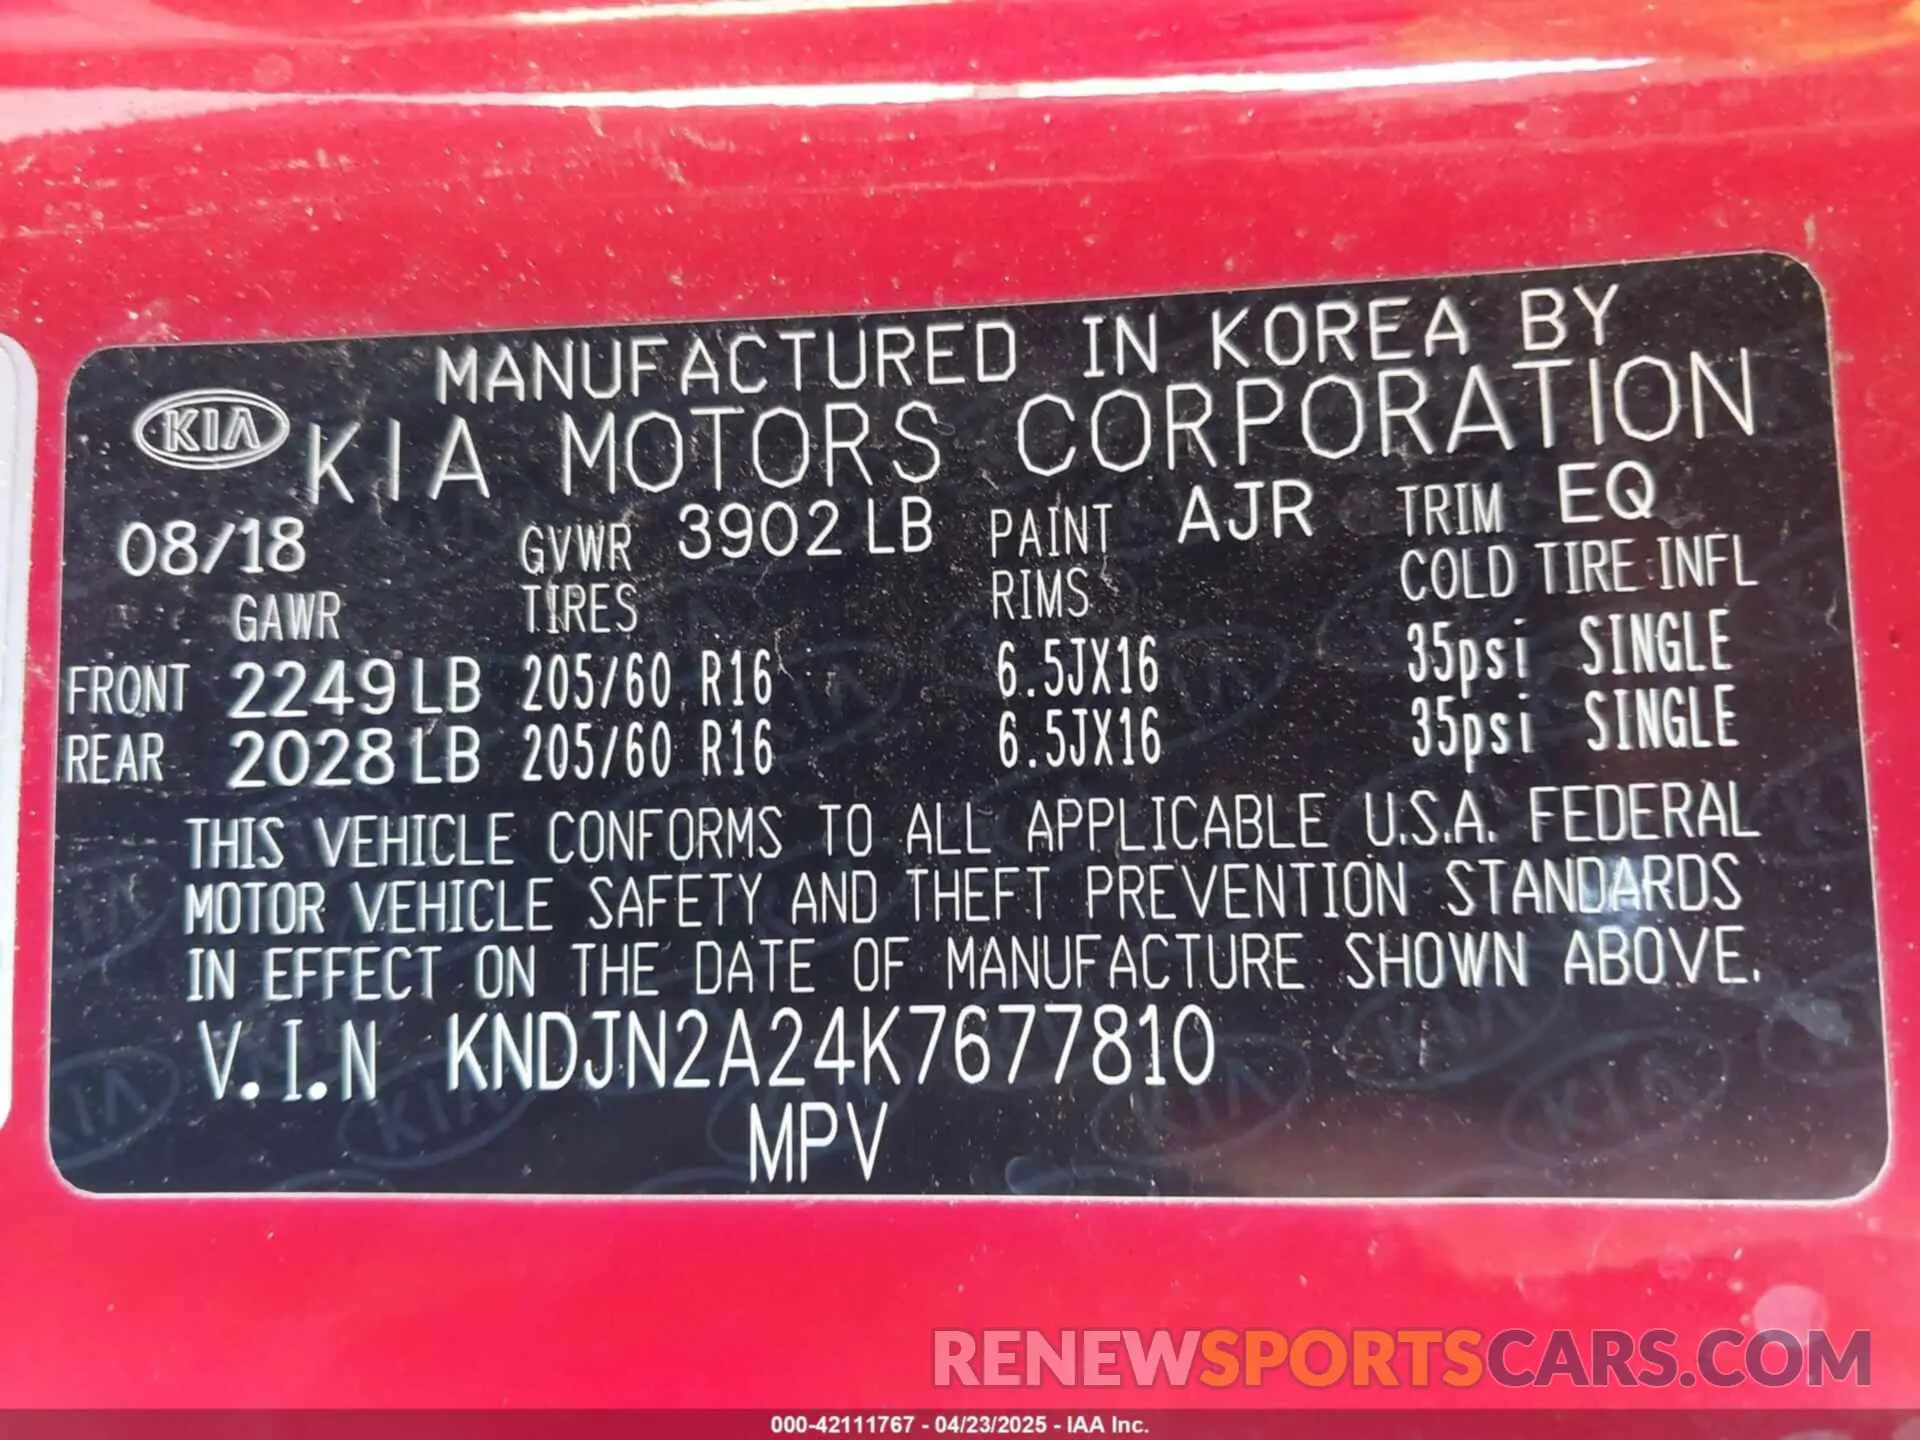 MANUFACTURED IN KOREA BY
KIA KIA MOTORS CORPORATION
08/18 GVWR 3902 LB PAINT AJR TRIM EQ
GAWR TIRES RIMS COLD TIRE INFL
FRONT 2249 LB 205/60 R16 6.5JX16 35psi SINGLE
REAR 2028 LB 205/60 R16 6.5JX16 35psi SINGLE
THIS VEHICLE CONFORMS TO ALL APPLICABLE U.S.A. FEDERAL
MOTOR VEHICLE SAFETY AND THEFT PREVENTION STANDARDS
IN EFFECT ON THE DATE OF MANUFACTURE SHOWN ABOVE.
V.I.N KNDJN2A24K7677810
MPV
RENEWSPORTSCARS.COM
000-42111767 - 04/23/2025 - IAA Inc.